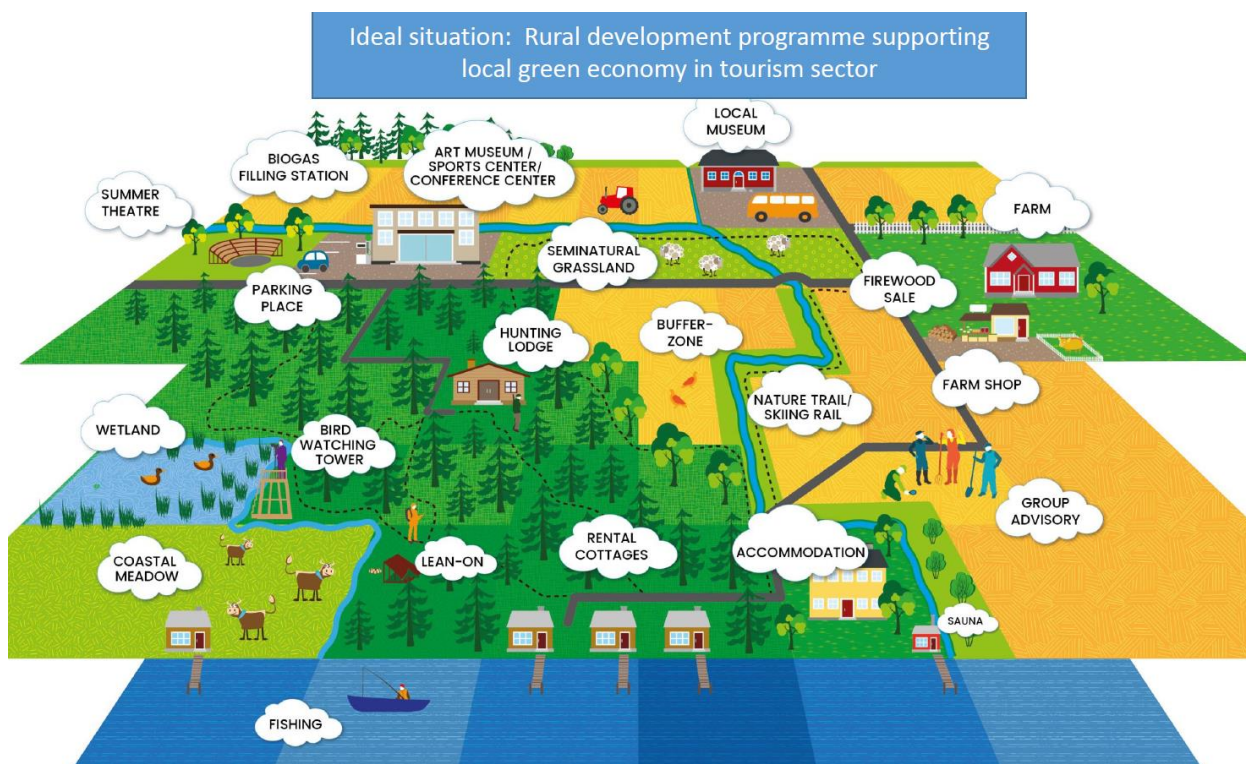 Ideal situation:  Rural development programme supporting
local green economy in tourism sector
LOCAL
MUSEUM
BIOGAS
FILLING STATION
ART MUSEUM /
SPORTS CENTER/
CONFERENCE CENTER
SUMMER
THEATRE
FARM
SEMINATURAL
GRASSLAND
PARKING
PLACE
FIREWOOD
SALE
HUNTING
LODGE
BUFFER-
ZONE
FARM SHOP
NATURE TRAIL/
SKIING RAIL
WETLAND
BIRD
WATCHING
TOWER
GROUP
ADVISORY
COASTAL
MEADOW
LEAN-ON
RENTAL
COTTAGES
ACCOMMODATION
SAUNA
FISHING